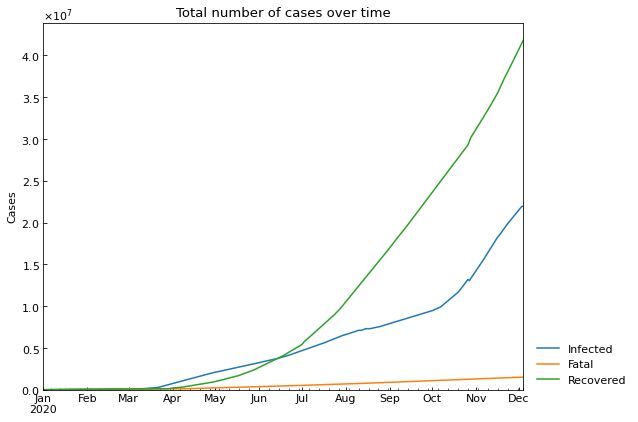 Total number of cases over time
×10⁷
4.0
3.5
3.0
2.5
2.0
1.5
1.0
0.5
0.0
Cases
Jan Feb Mar Apr May Jun Jul Aug Sep Oct Nov Dec
2020
Infected
Fatal
Recovered